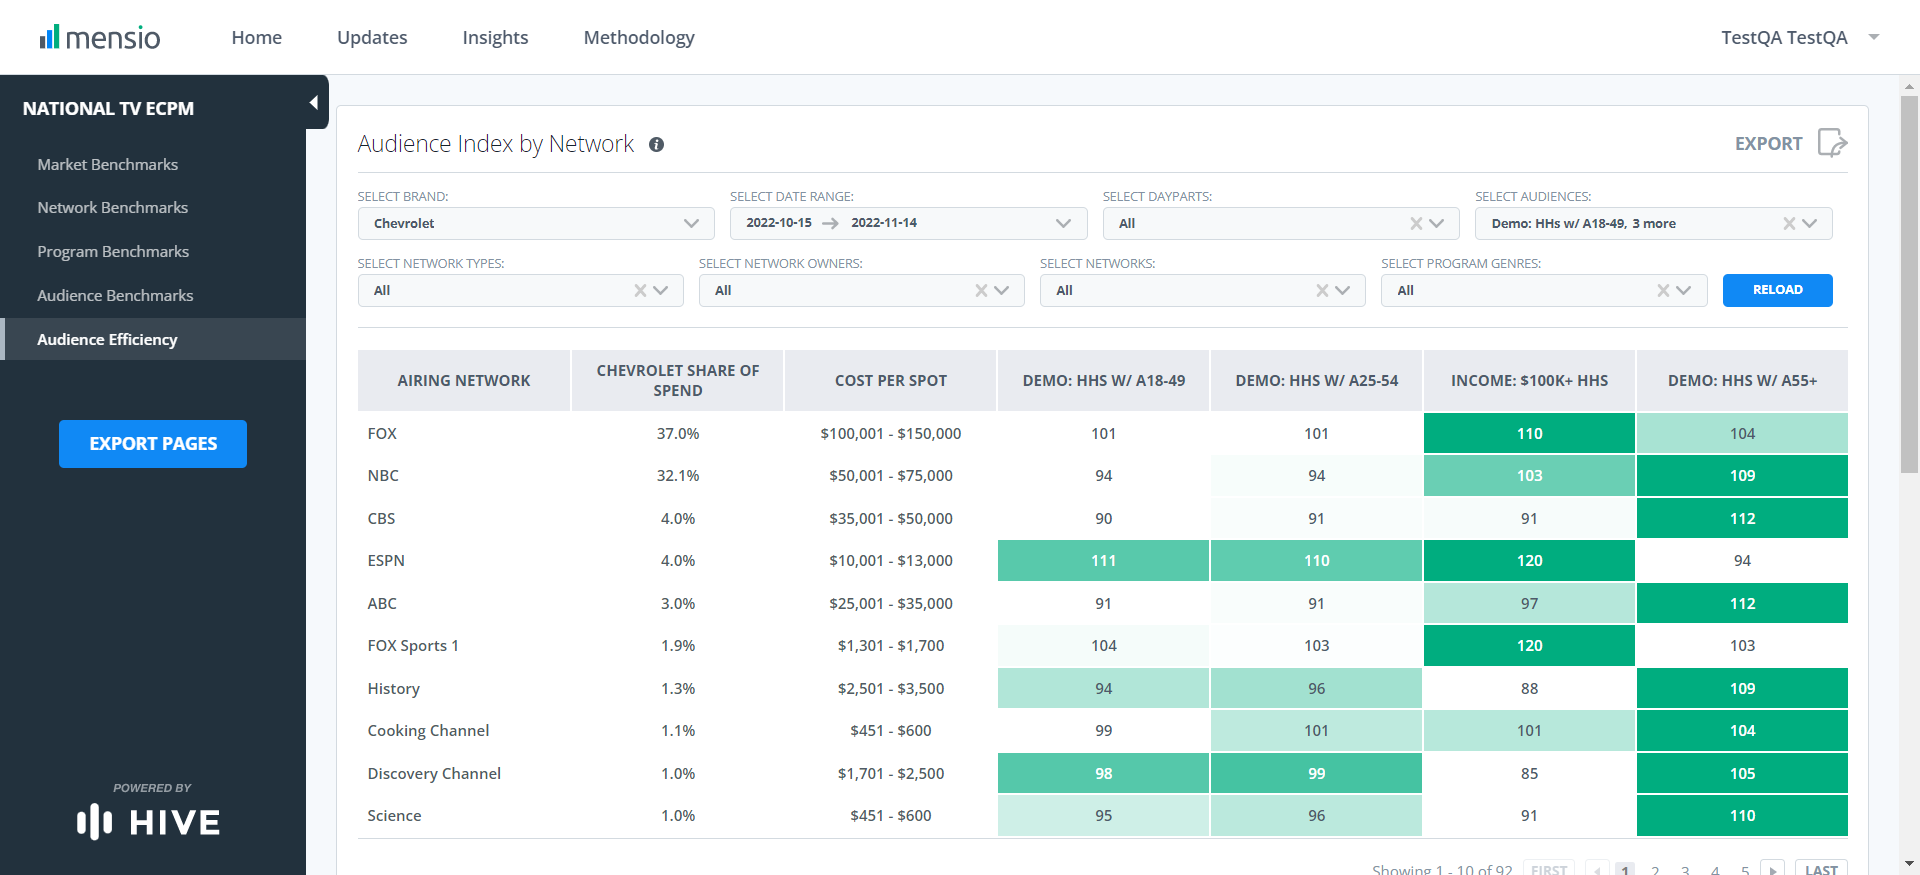 mensio
Home
Updates
Insights
Methodology
TestQA TestQA
NATIONAL TV ECPM
Market Benchmarks
Network Benchmarks
Program Benchmarks
Audience Benchmarks
Audience Efficiency
EXPORT PAGES
POWERED BY
HIVE
Audience Index by Network
EXPORT
SELECT BRAND:
Chevrolet
SELECT DATE RANGE:
2022-10-15 → 2022-11-14
SELECT DAYPARTS:
All
SELECT AUDIENCES:
Demo: HHs w/ A18-49, 3 more
SELECT NETWORK TYPES:
All
SELECT NETWORK OWNERS:
All
SELECT NETWORKS:
All
SELECT PROGRAM GENRES:
All
RELOAD
AIRING NETWORK CHEVROLET SHARE OF SPEND COST PER SPOT DEMO: HHS W/ A18-49 DEMO: HHS W/ A25-54 INCOME: $100K+ HHS DEMO: HHS W/ A55+
FOX 37.0% $100,001 - $150,000 101 101 110 104
NBC 32.1% $50,001 - $75,000 94 94 103 109
CBS 4.0% $35,001 - $50,000 90 91 91 112
ESPN 4.0% $10,001 - $13,000 111 110 120 94
ABC 3.0% $25,001 - $35,000 91 91 97 112
FOX Sports 1 1.9% $1,301 - $1,700 104 103 120 103
History 1.3% $2,501 - $3,500 94 96 88 109
Cooking Channel 1.1% $451 - $600 99 101 101 104
Discovery Channel 1.0% $1,701 - $2,500 98 99 85 105
Science 1.0% $451 - $600 95 96 91 110
Showing 1 - 10 of 92 FIRST 1 2 3 4 5 LAST